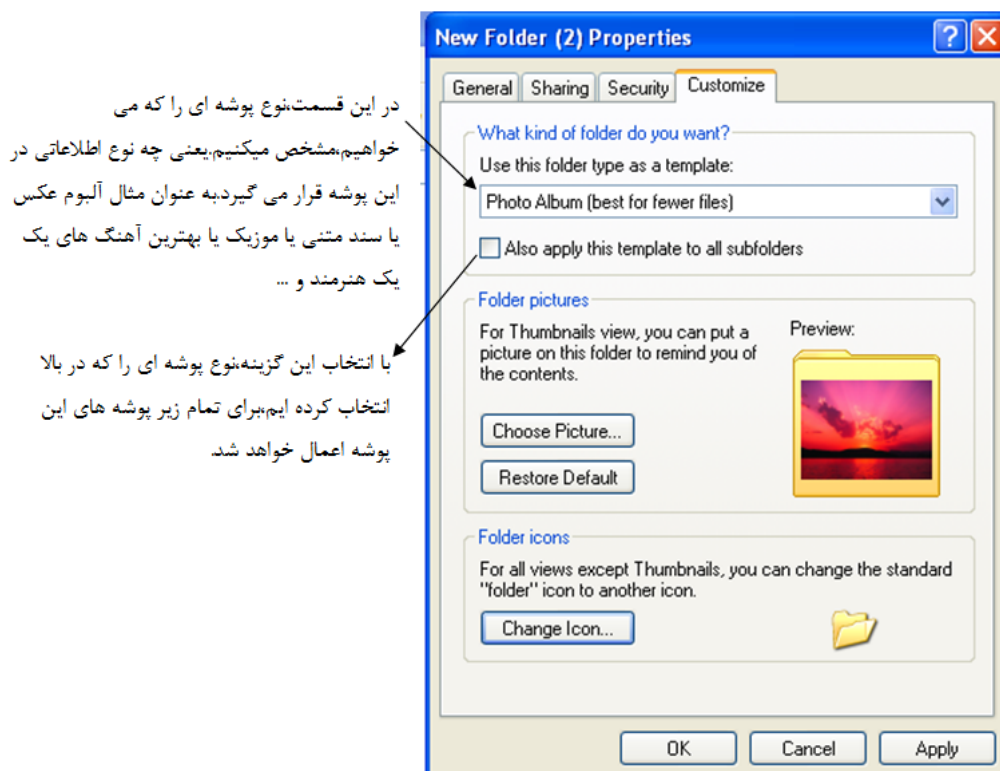 New Folder (2) Properties
General Sharing Security Customize
در این قسمت،نوع پوشه ای را که می
خواهیم،مشخص میکنیم.یعنی چه نوع اطلاعاتی در
این پوشه قرار می گیرد.به عنوان مثال آلبوم عکس
یا سند متنی یا موزیک یا بهترین آهنگ های یک
یک هنرمند و ...
What kind of folder do you want?
Use this folder type as a template:
Photo Album (best for fewer files)
Also apply this template to all subfolders
با انتخاب این گزینه،نوع پوشه ای را که در بالا
انتخاب کرده ایم،برای تمام زیر پوشه های این
پوشه اعمال خواهد شد.
Folder pictures
For Thumbnails view, you can put a
picture on this folder to remind you of
the contents.
Preview:
Choose Picture...
Restore Default
Folder icons
For all views except Thumbnails, you can change the standard
"folder" icon to another icon.
Change Icon...
OK Cancel Apply